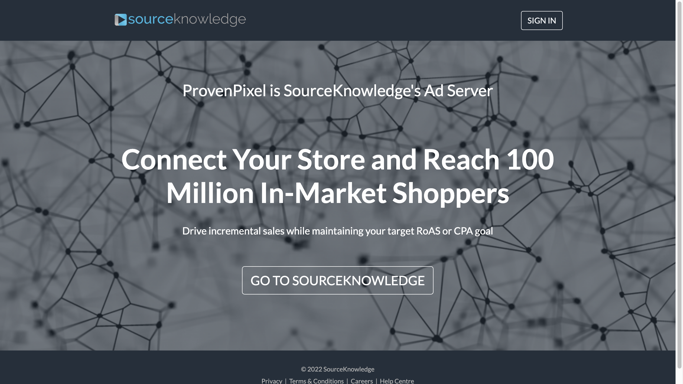 sourceknowledge
SIGN IN
ProvenPixel is SourceKnowledge's Ad Server
Connect Your Store and Reach 100
Million In-Market Shoppers
Drive incremental sales while maintaining your target RoAS or CPA goal
GO TO SOURCEKNOWLEDGE
© 2022 SourceKnowledge
Privacy | Terms & Conditions | Careers | Help Centre